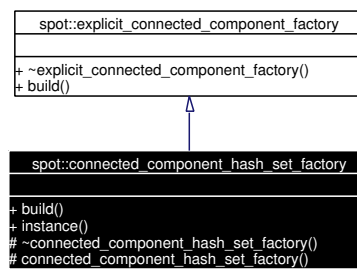 spot::explicit_connected_component_factory
+ ~explicit_connected_component_factory()
+ build()
spot::connected_component_hash_set_factory
+ build()
+ instance()
# ~connected_component_hash_set_factory()
# connected_component_hash_set_factory()